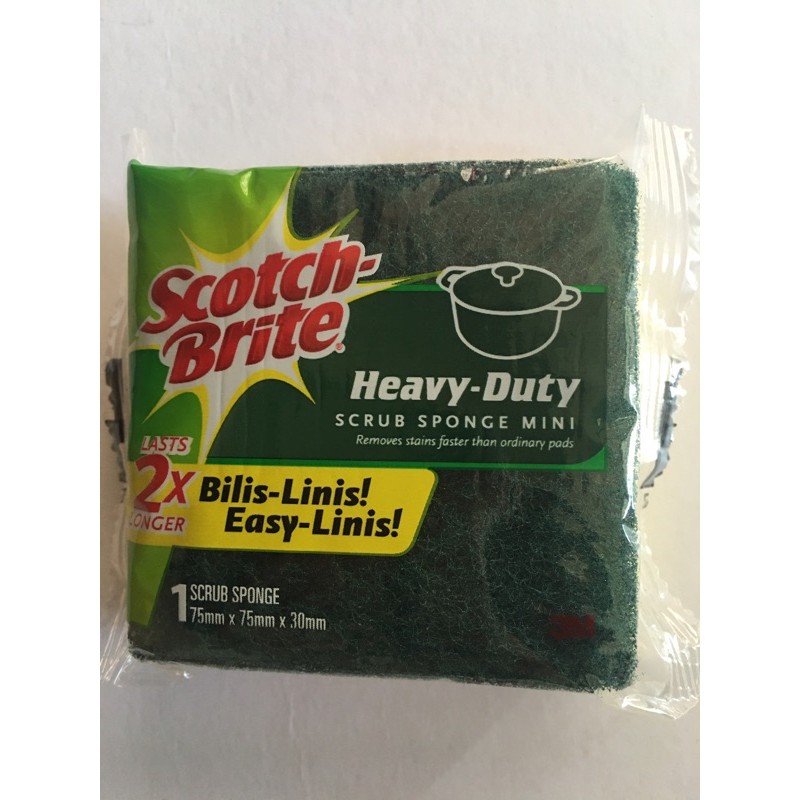 Scotch-
Brite®
Heavy-Duty
SCRUB SPONGE MINI
Removes stains faster than ordinary pads
LASTS
2X
LONGER
Bilis-Linis!
Easy-Linis!
1 SCRUB SPONGE
75mm x 75mm x 30mm
3M